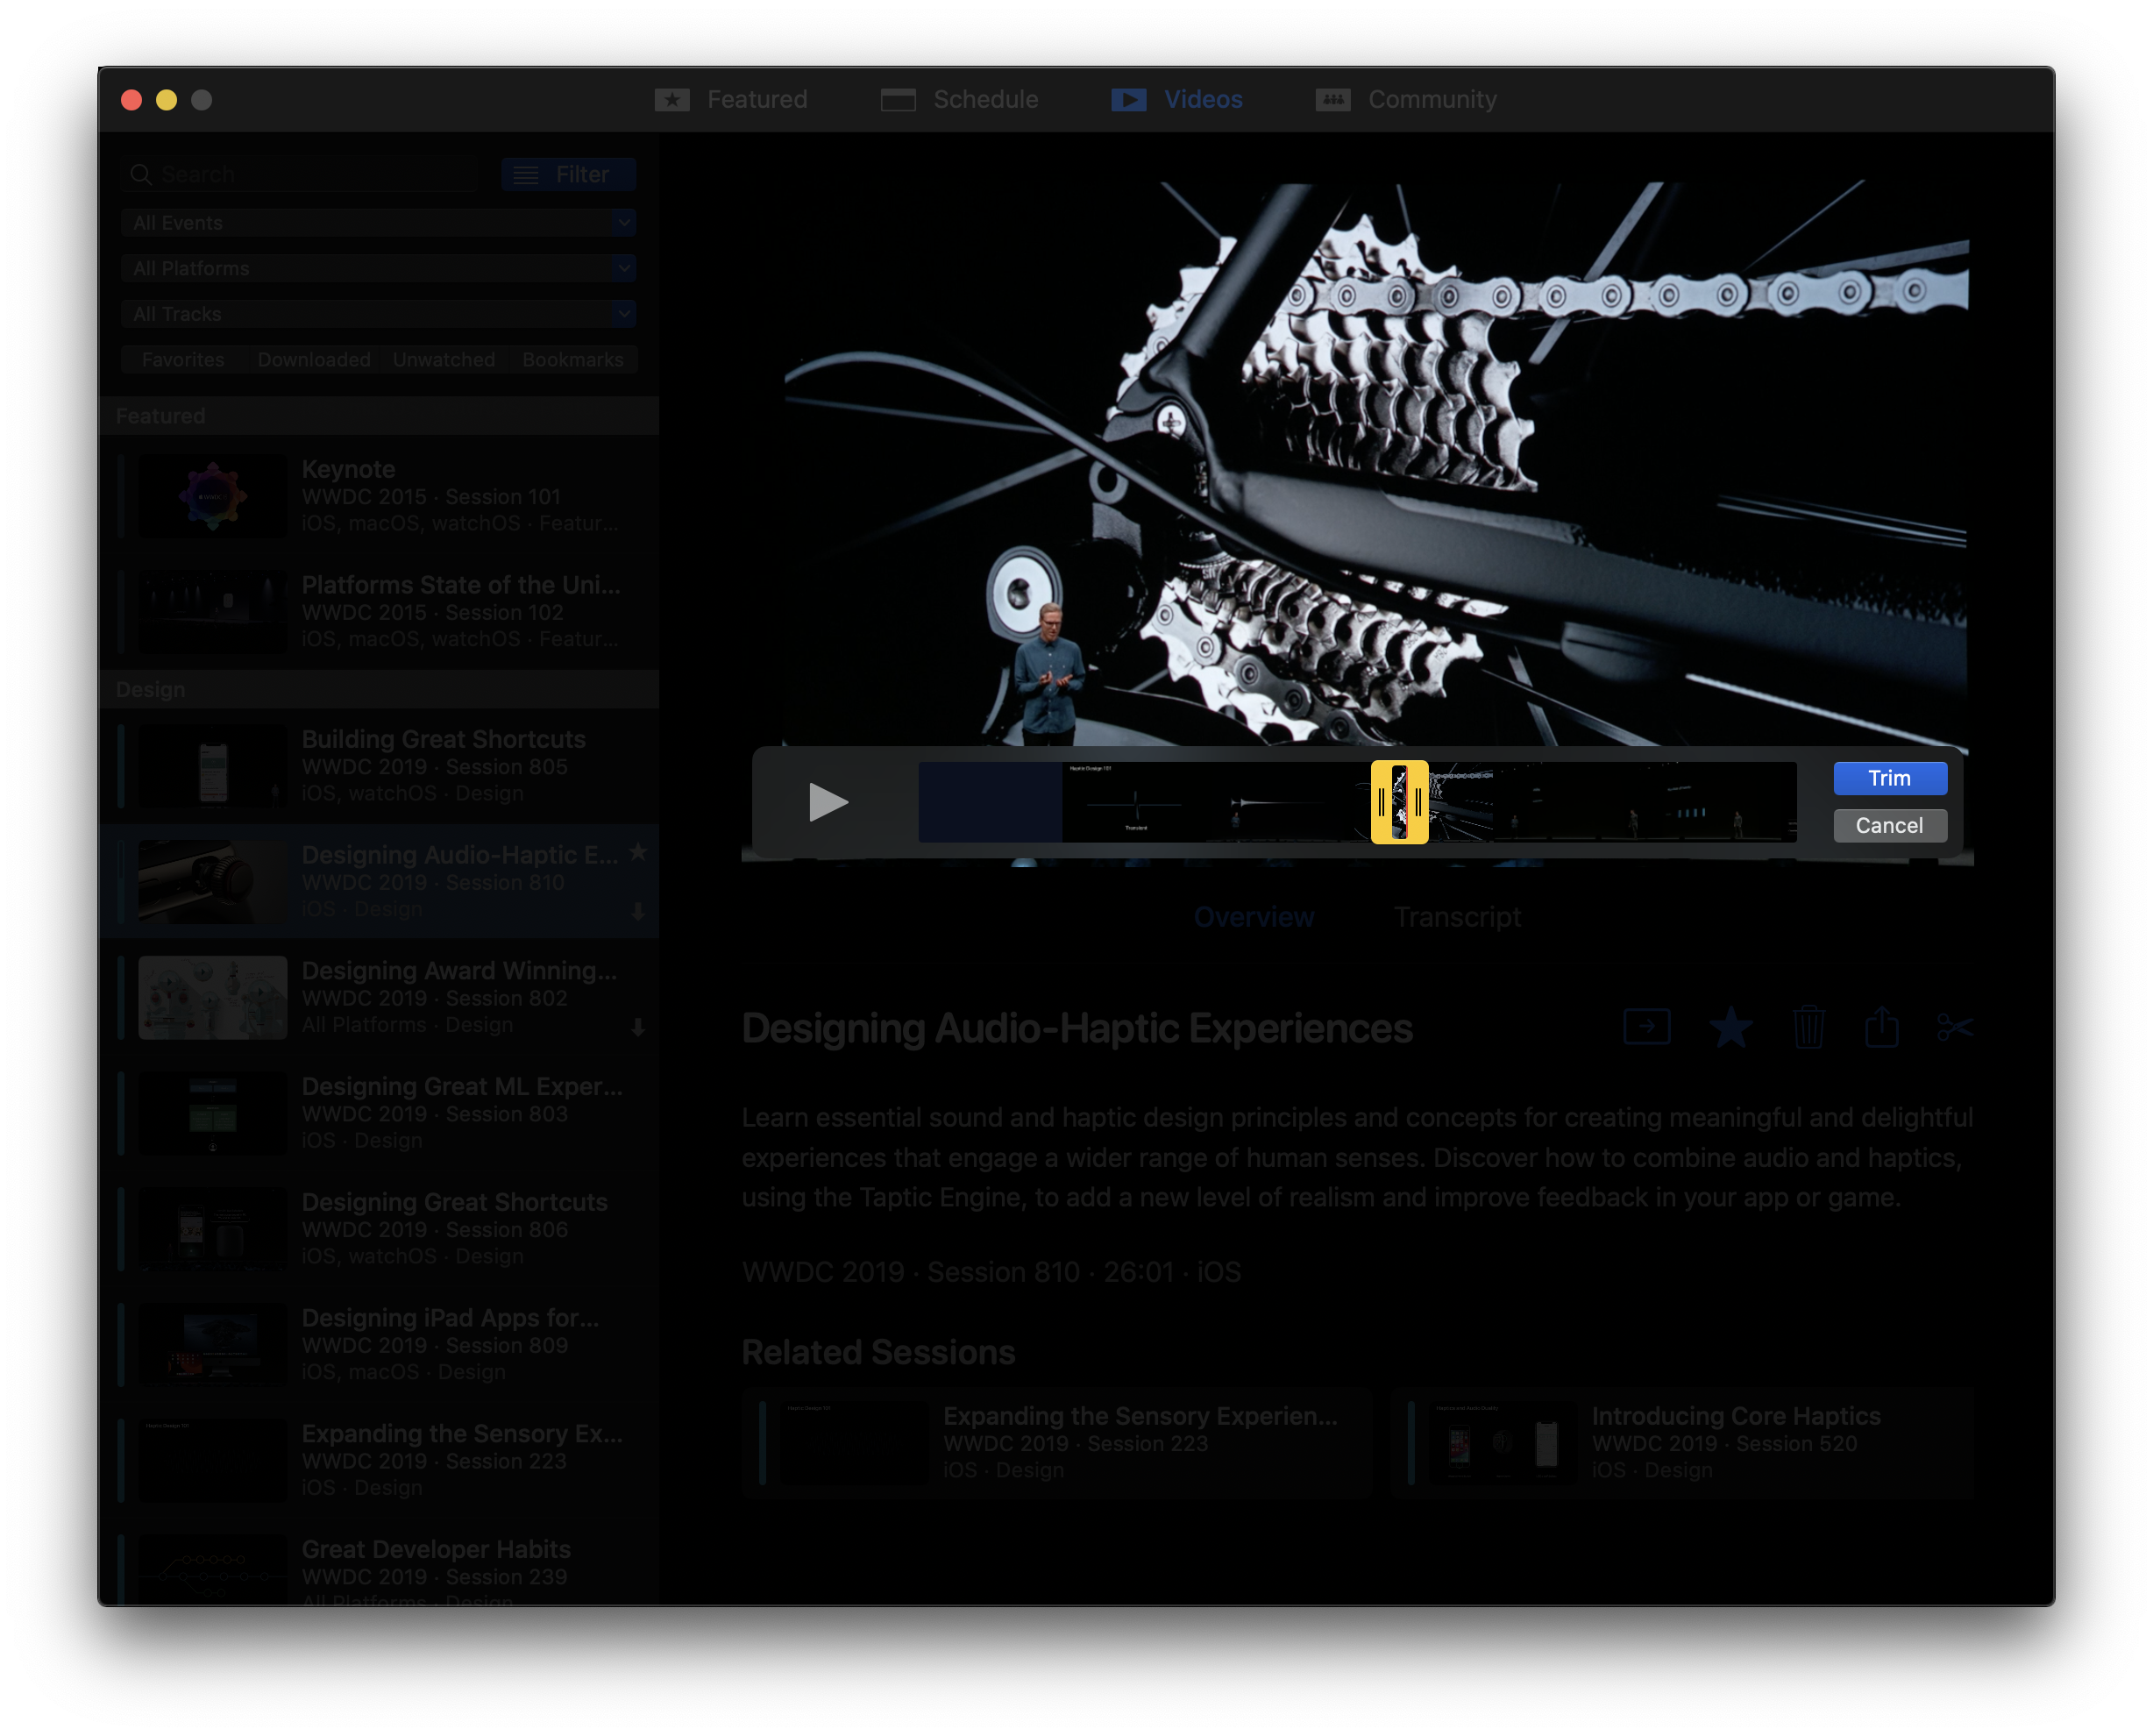 Featured
Schedule
Videos
Community
Search
Filter
All Events
All Platforms
All Tracks
Favorites
Downloaded
Unwatched
Bookmarks
Featured
Keynote
WWDC 2015 · Session 101
iOS, macOS, watchOS · Featur...
Platforms State of the Uni...
WWDC 2015 · Session 102
iOS, macOS, watchOS · Featur...
Design
Building Great Shortcuts
WWDC 2019 · Session 805
iOS, watchOS · Design
Designing Audio-Haptic E...
WWDC 2019 · Session 810
iOS · Design
Designing Award Winning...
WWDC 2019 · Session 802
All Platforms · Design
Designing Great ML Exper...
WWDC 2019 · Session 803
iOS · Design
Designing Great Shortcuts
WWDC 2019 · Session 806
iOS, watchOS · Design
Designing iPad Apps for...
WWDC 2019 · Session 809
iOS, macOS · Design
Expanding the Sensory Ex...
WWDC 2019 · Session 223
iOS · Design
Great Developer Habits
WWDC 2019 · Session 239
All Platforms · Design
Haptic Design 101
Transient
Trim
Cancel
Overview
Transcript
Designing Audio-Haptic Experiences
Learn essential sound and haptic design principles and concepts for creating meaningful and delightful
experiences that engage a wider range of human senses. Discover how to combine audio and haptics,
using the Taptic Engine, to add a new level of realism and improve feedback in your app or game.
WWDC 2019 · Session 810 · 26:01 · iOS
Related Sessions
Expanding the Sensory Experien...
WWDC 2019 · Session 223
iOS · Design
Introducing Core Haptics
WWDC 2019 · Session 520
iOS · Design